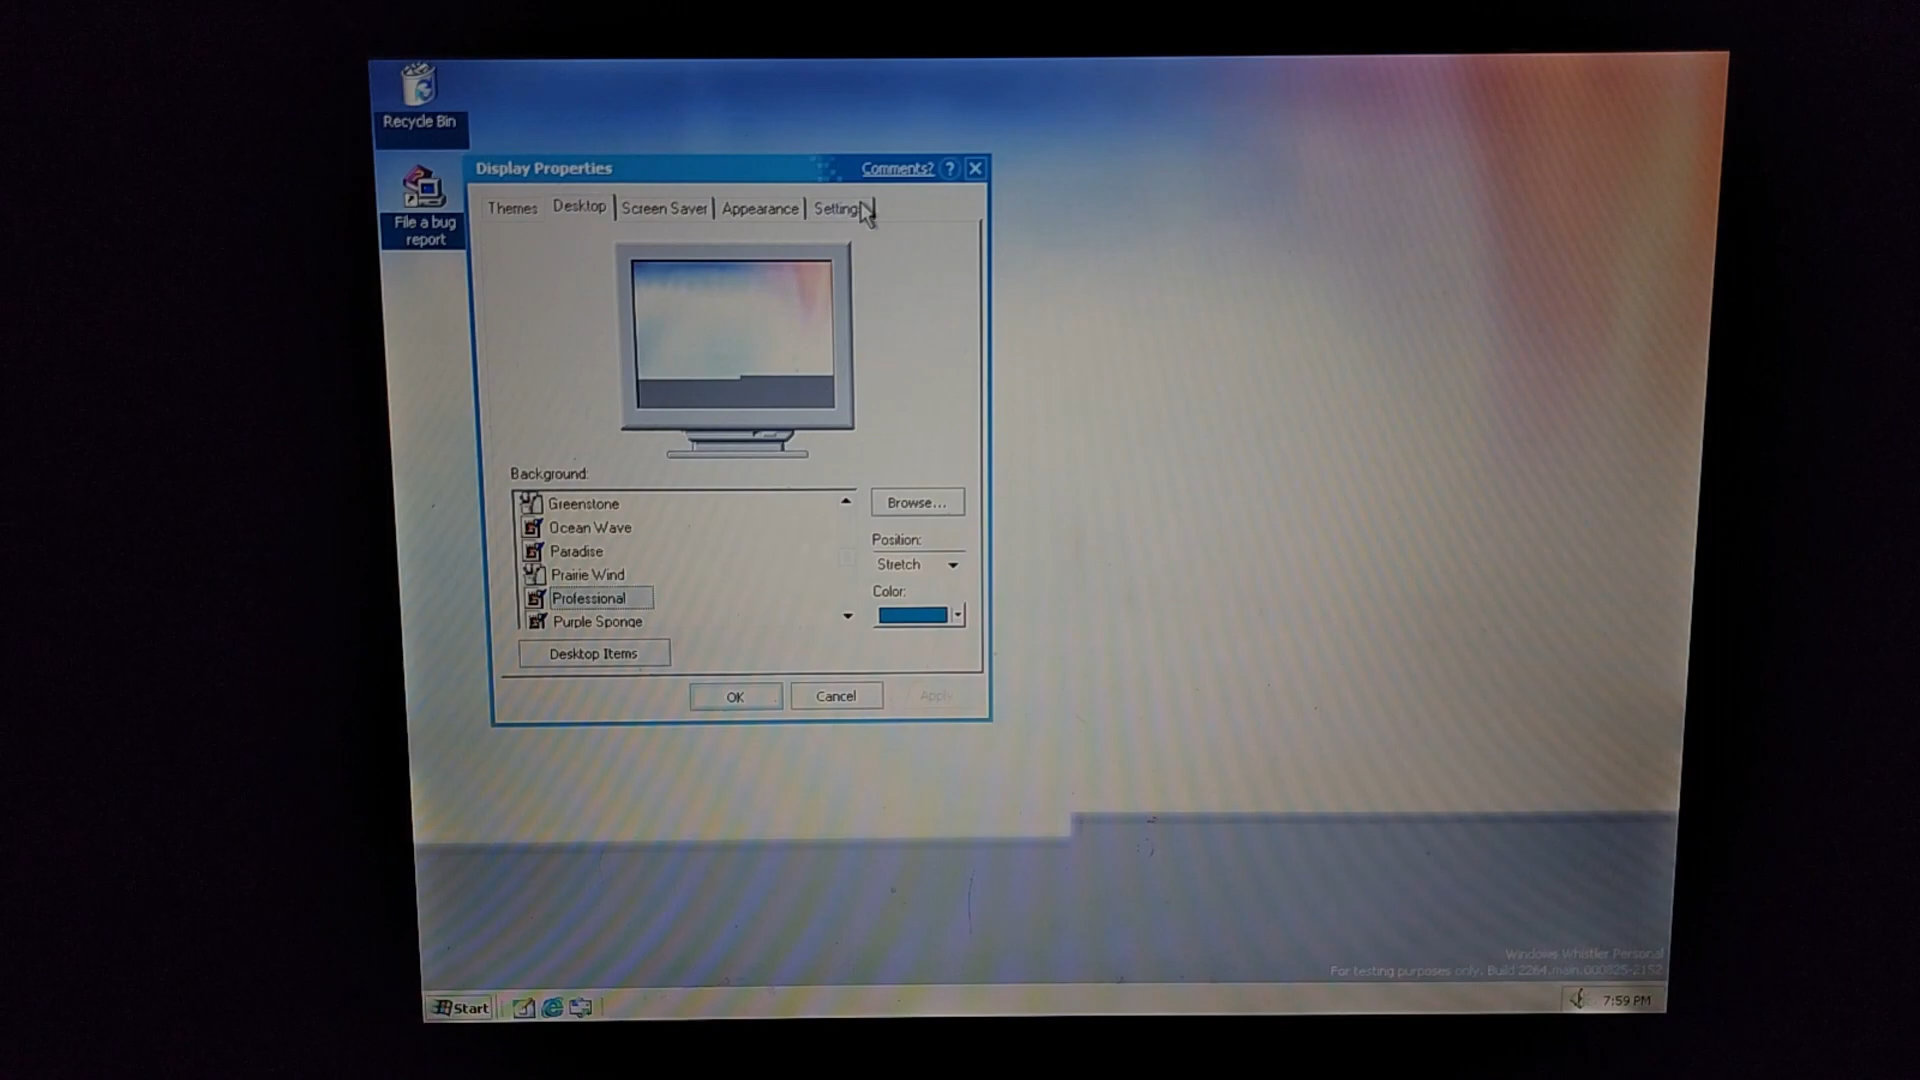 Recycle Bin
File a bug
report
Display Properties
Comments? ?
Themes Desktop Screen Saver Appearance Settings
Background:
Greenstone
Ocean Wave
Paradise
Prairie Wind
Professional
Purple Sponge
Browse...
Position:
Stretch
Color:
Desktop Items
OK Cancel Apply
Windows Whistler Personal
For testing purposes only. Build 2264.main.000825-2152
Start
7:59 PM